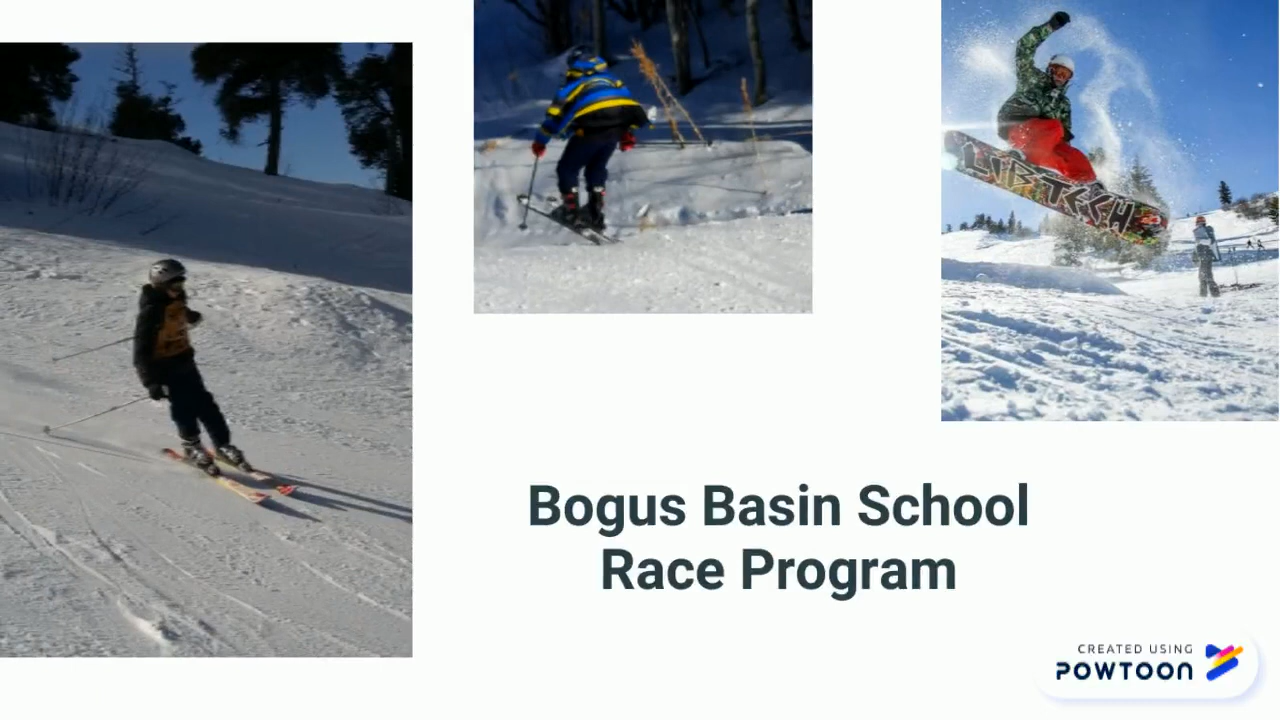 LIB TECH
Bogus Basin School
Race Program
CREATED USING
POWTOON